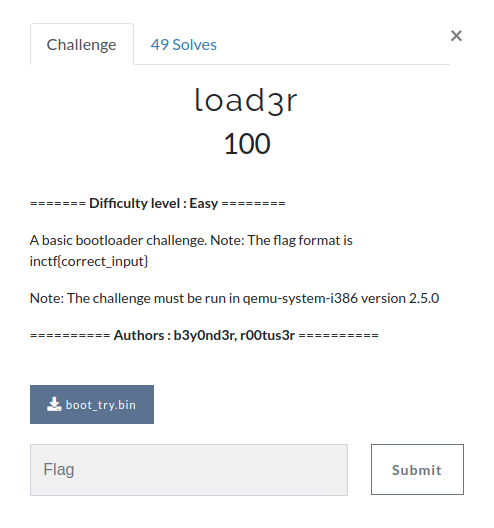 Challenge
49 Solves
×
load3r
100
======= Difficulty level : Easy ========
A basic bootloader challenge. Note: The flag format is
inctf{correct_input}
Note: The challenge must be run in qemu-system-i386 version 2.5.0
========== Authors : b3y0nd3r, r00tus3r ==========
boot_try.bin
Flag
Submit